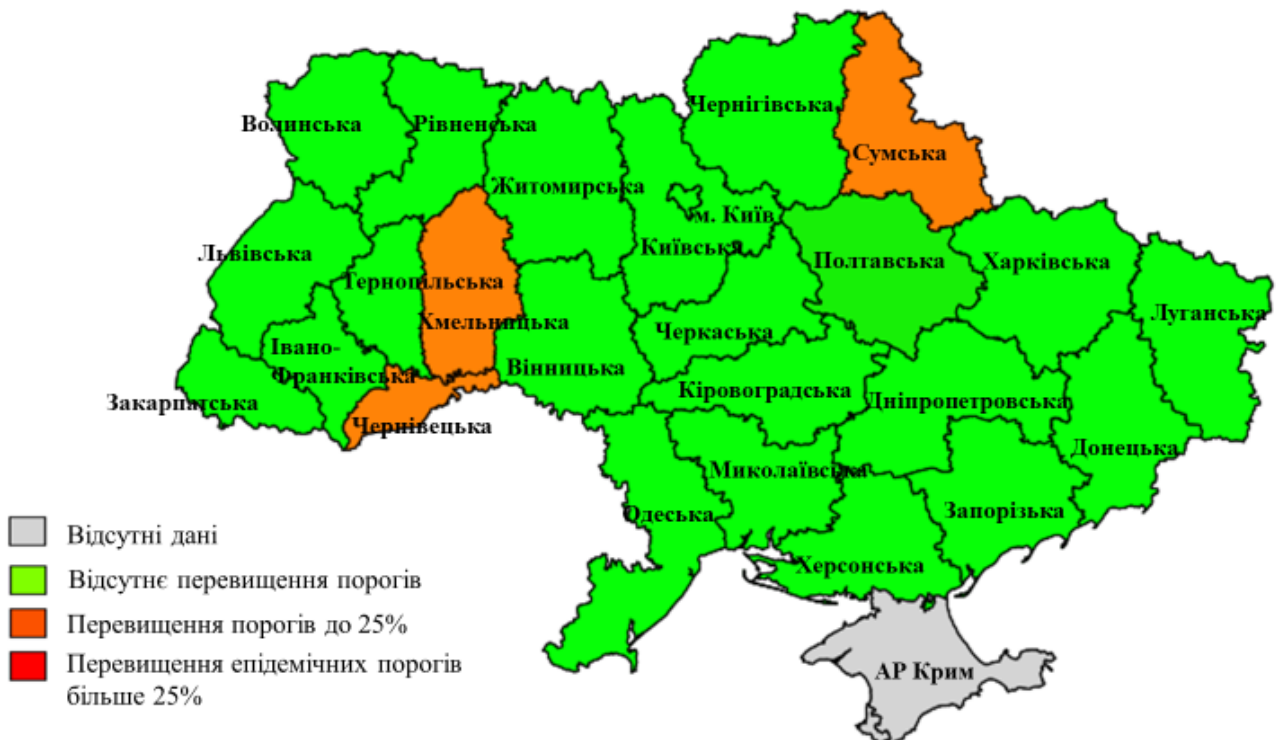 Чернігівська
Волинська
Рівненська
Сумська
Житомирська
м. Київ
Київська
Львівська
Полтавська
Харківська
Тернопільська
Луганська
Хмельницька
Черкаська
Івано-
Франківська
Вінницька
Кіровоградська
Дніпропетровська
Закарпатська
Чернівецька
Донецька
Миколаївська
Одеська
Запорізька
Херсонська
АР Крим
Відсутні дані
Відсутнє перевищення порогів
Перевищення порогів до 25%
Перевищення епідемічних порогів
більше 25%